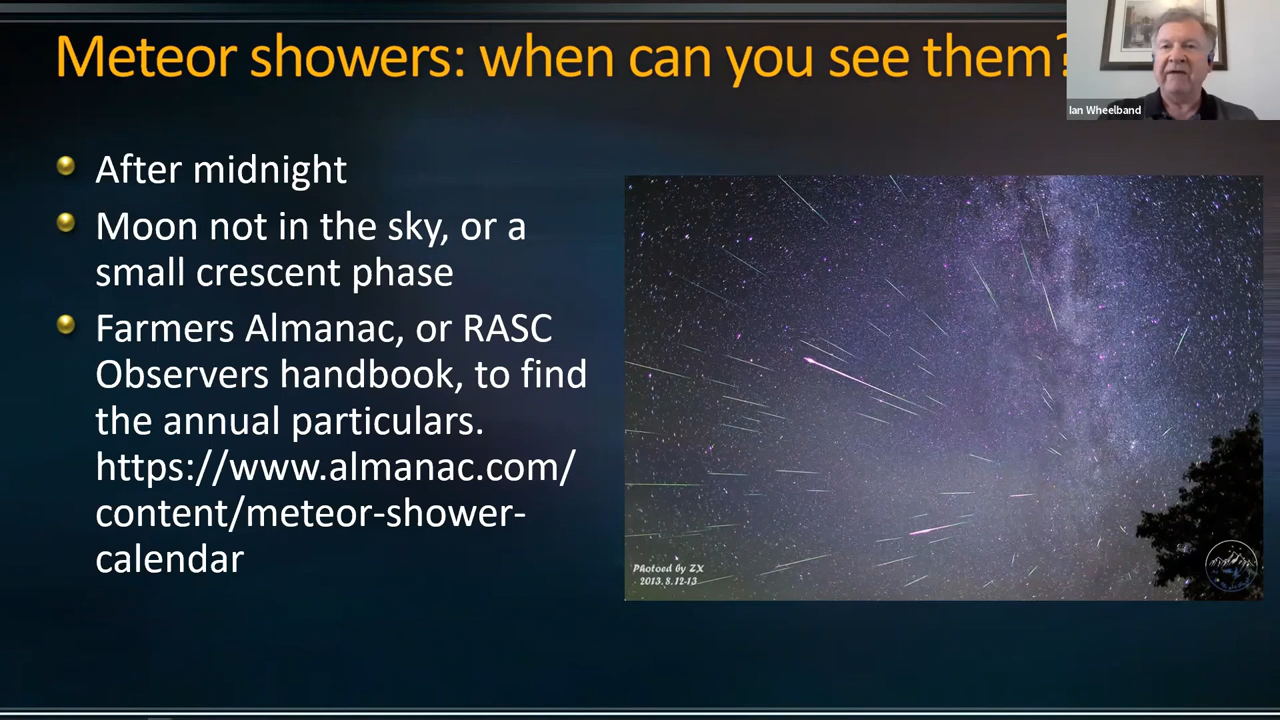 Meteor showers: when can you see them?
Ian Wheelband
After midnight
Moon not in the sky, or a
small crescent phase
Farmers Almanac, or RASC
Observers handbook, to find
the annual particulars.
https://www.almanac.com/
content/meteor-shower-
calendar
Photoed by ZX
2013.8.12-13